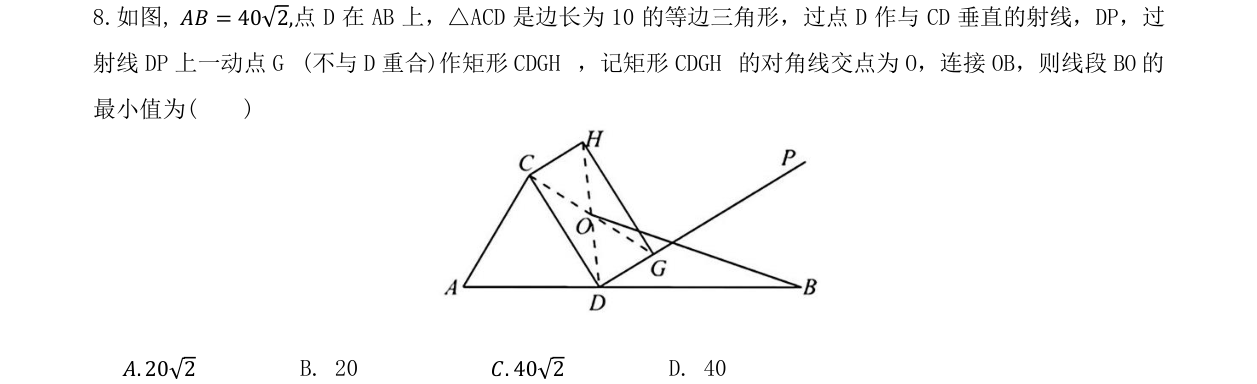 8.如图, AB = 40√2,点 D 在 AB 上, △ACD 是边长为 10 的等边三角形, 过点 D 作与 CD 垂直的射线, DP, 过
射线 DP 上一动点 G (不与 D 重合)作矩形 CDGH , 记矩形 CDGH 的对角线交点为 O, 连接 OB, 则线段 BO 的
最小值为( )
H
C
P
O
G
A
B
D
A.20√2 B. 20 C.40√2 D. 40